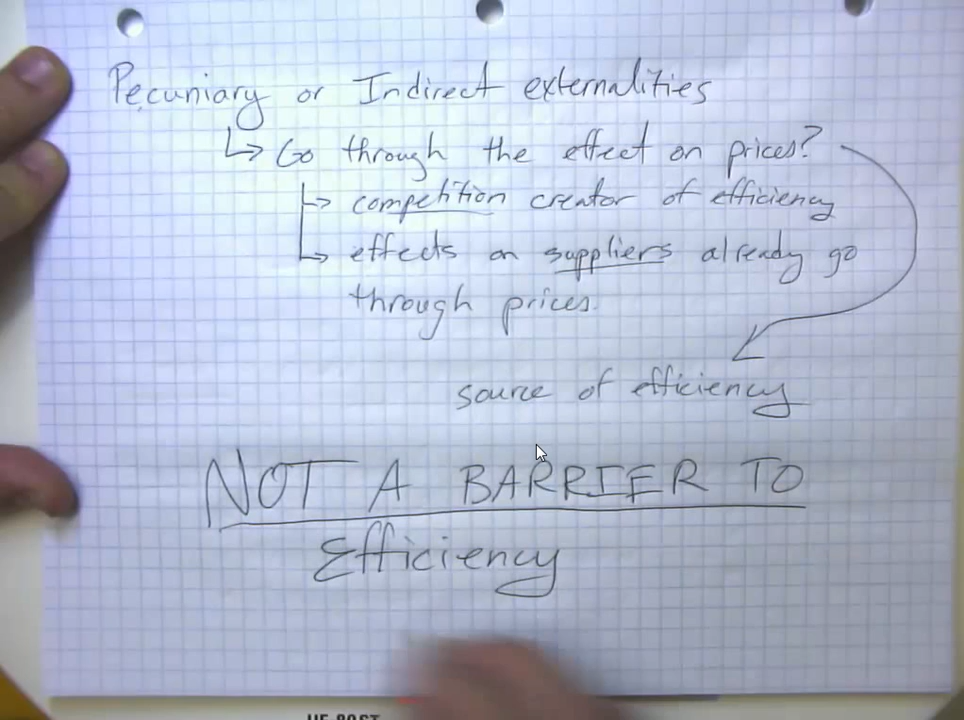 Pecuniary or Indirect externalities
↳ Go through the effect on prices?
↳ competition creator of efficiency
↳ effects on suppliers already go
through prices.
source of efficiency
NOT A BARRIER TO
Efficiency